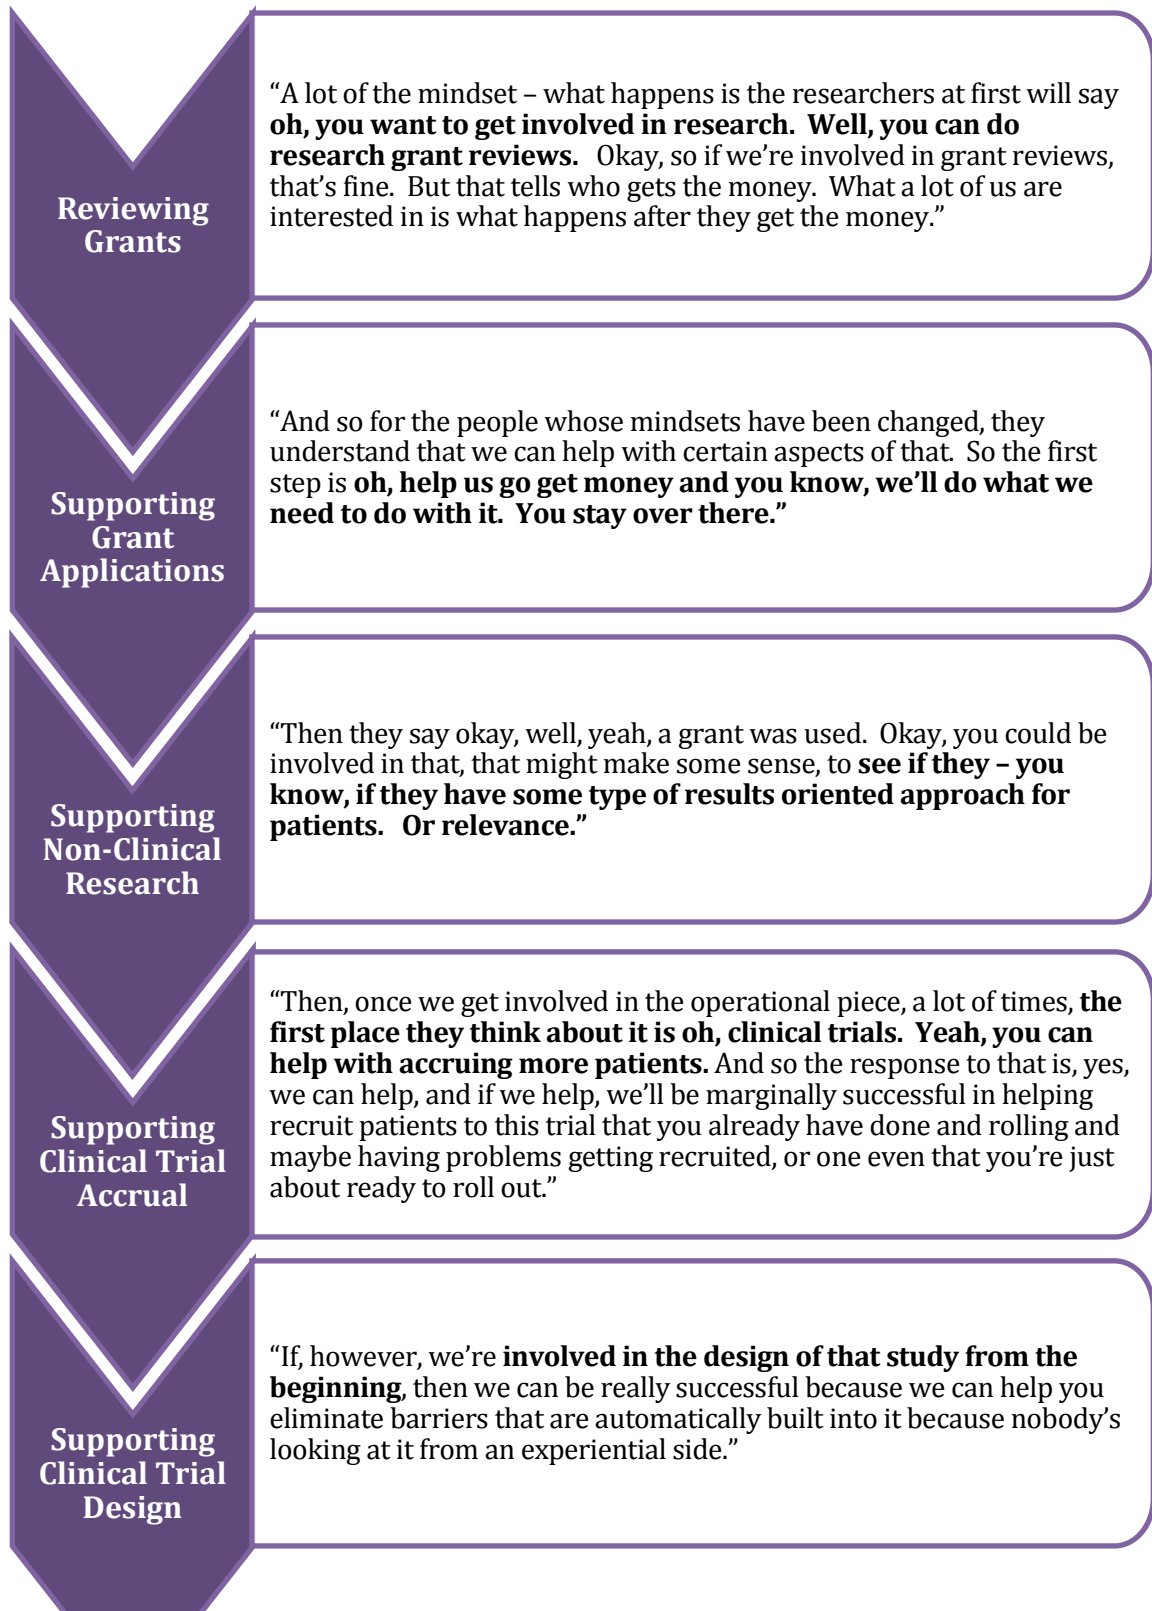 Reviewing
Grants
“A lot of the mindset – what happens is the researchers at first will say
oh, you want to get involved in research.  Well, you can do
research grant reviews.   Okay, so if we’re involved in grant reviews,
that’s fine.  But that tells who gets the money.  What a lot of us are
interested in is what happens after they get the money.”
Supporting
Grant
Applications
“And so for the people whose mindsets have been changed, they
understand that we can help with certain aspects of that.  So the first
step is oh, help us go get money and you know, we’ll do what we
need to do with it.  You stay over there.”
Supporting
Non-Clinical
Research
“Then they say okay, well, yeah, a grant was used.  Okay, you could be
involved in that, that might make some sense, to see if they – you
know, if they have some type of results oriented approach for
patients.   Or relevance.”
Supporting
Clinical Trial
Accrual
“Then, once we get involved in the operational piece, a lot of times, the
first place they think about it is oh, clinical trials.  Yeah, you can
help with accruing more patients. And so the response to that is, yes,
we can help, and if we help, we’ll be marginally successful in helping
recruit patients to this trial that you already have done and rolling and
maybe having problems getting recruited, or one even that you’re just
about ready to roll out.”
Supporting
Clinical Trial
Design
“If, however, we’re involved in the design of that study from the
beginning, then we can be really successful because we can help you
eliminate barriers that are automatically built into it because nobody’s
looking at it from an experiential side.”